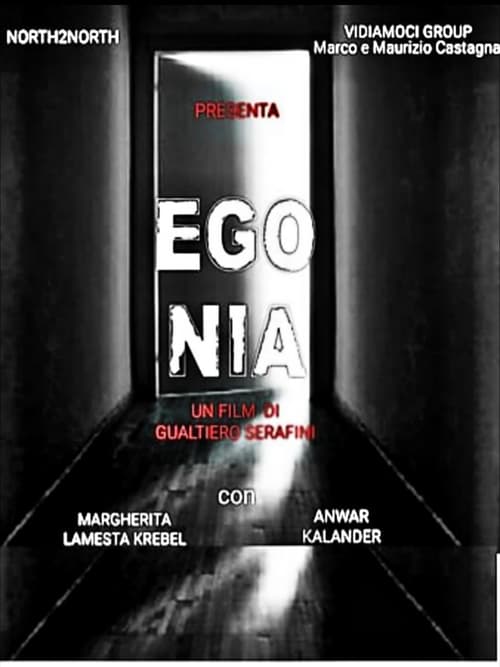 NORTH2NORTH
VIDIAMOCI GROUP
Marco e Maurizio Castagna
PRESENTA
EGO
NIA
UN FILM DI
GUALTIERO SERAFINI
con
MARGHERITA
LAMESTA KREBEL
ANWAR
KALANDER